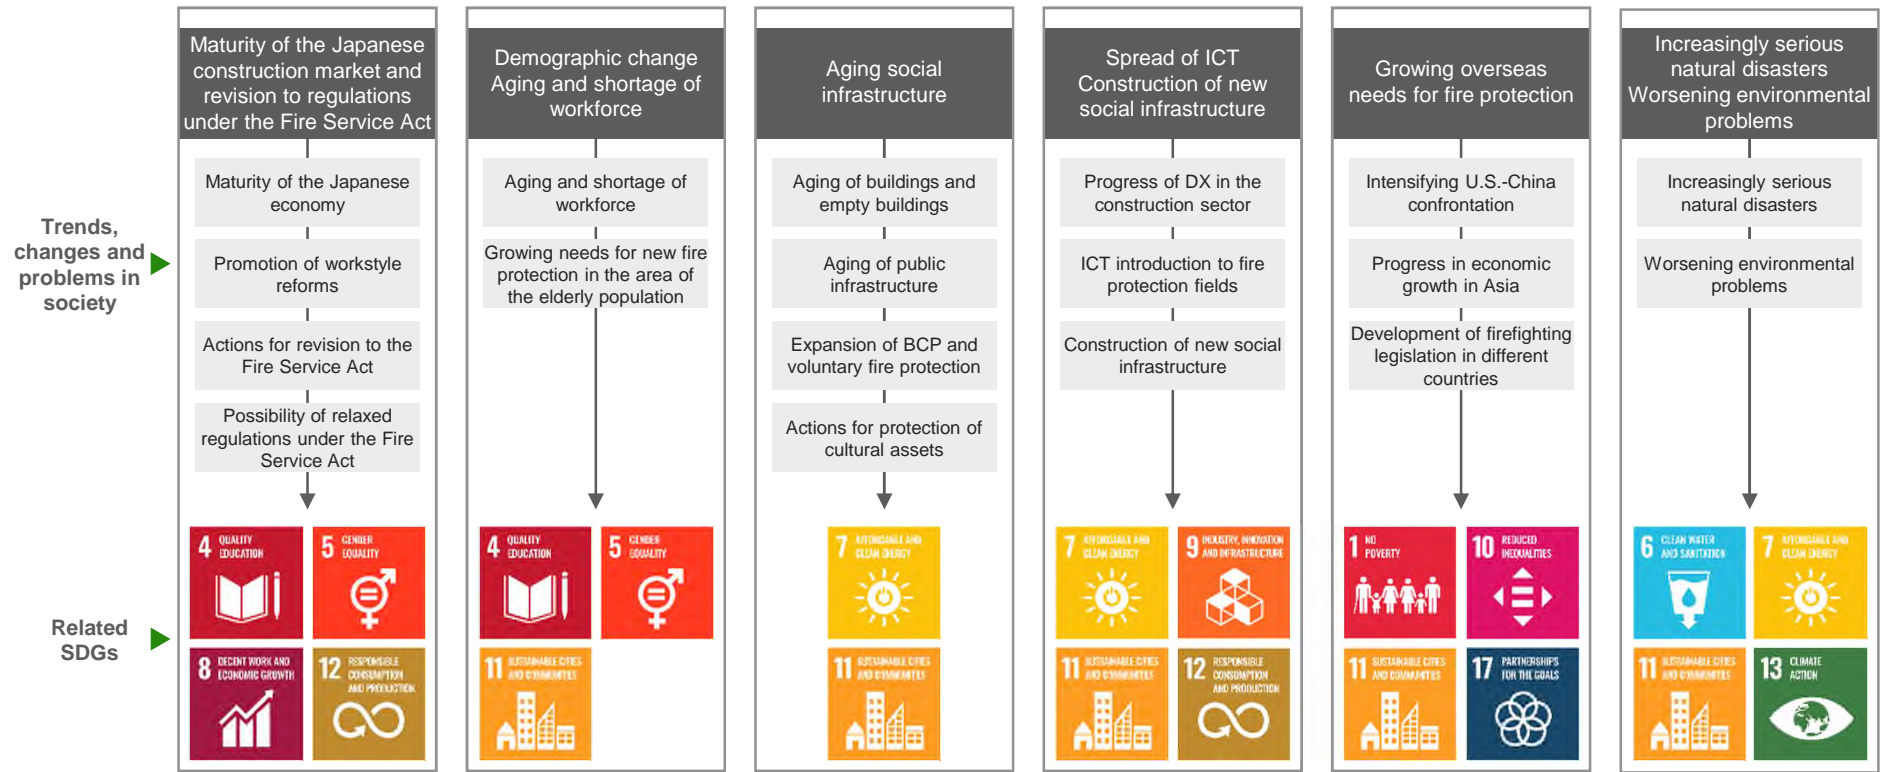 Maturity of the Japanese
construction market and
revision to regulations
under the Fire Service Act
Demographic change
Aging and shortage of
workforce
Aging social
infrastructure
Spread of ICT
Construction of new
social infrastructure
Growing overseas
needs for fire protection
Increasingly serious
natural disasters
Worsening environmental
problems
Trends,
changes and
problems in
society
Maturity of the Japanese
economy
Promotion of workstyle
reforms
Actions for revision to the
Fire Service Act
Possibility of relaxed
regulations under the Fire
Service Act
Aging and shortage of
workforce
Growing needs for new fire
protection in the area of
the elderly population
Aging of buildings and
empty buildings
Aging of public
infrastructure
Expansion of BCP and
voluntary fire protection
Actions for protection of
cultural assets
Progress of DX in the
construction sector
ICT introduction to fire
protection fields
Construction of new social
infrastructure
Intensifying U.S.-China
confrontation
Progress in economic
growth in Asia
Development of firefighting
legislation in different
countries
Increasingly serious
natural disasters
Worsening environmental
problems
Related
SDGs
4 QUALITY
EDUCATION
5 GENDER
EQUALITY
8 DECENT WORK AND
ECONOMIC GROWTH
12 RESPONSIBLE
CONSUMPTION
AND PRODUCTION
4 QUALITY
EDUCATION
5 GENDER
EQUALITY
11 SUSTAINABLE CITIES
AND COMMUNITIES
7 AFFORDABLE AND
CLEAN ENERGY
11 SUSTAINABLE CITIES
AND COMMUNITIES
7 AFFORDABLE AND
CLEAN ENERGY
9 INDUSTRY, INNOVATION
AND INFRASTRUCTURE
11 SUSTAINABLE CITIES
AND COMMUNITIES
12 RESPONSIBLE
CONSUMPTION
AND PRODUCTION
1 NO
POVERTY
10 REDUCED
INEQUALITIES
11 SUSTAINABLE CITIES
AND COMMUNITIES
17 PARTNERSHIPS
FOR THE GOALS
6 CLEAN WATER
AND SANITATION
7 AFFORDABLE AND
CLEAN ENERGY
11 SUSTAINABLE CITIES
AND COMMUNITIES
13 CLIMATE
ACTION